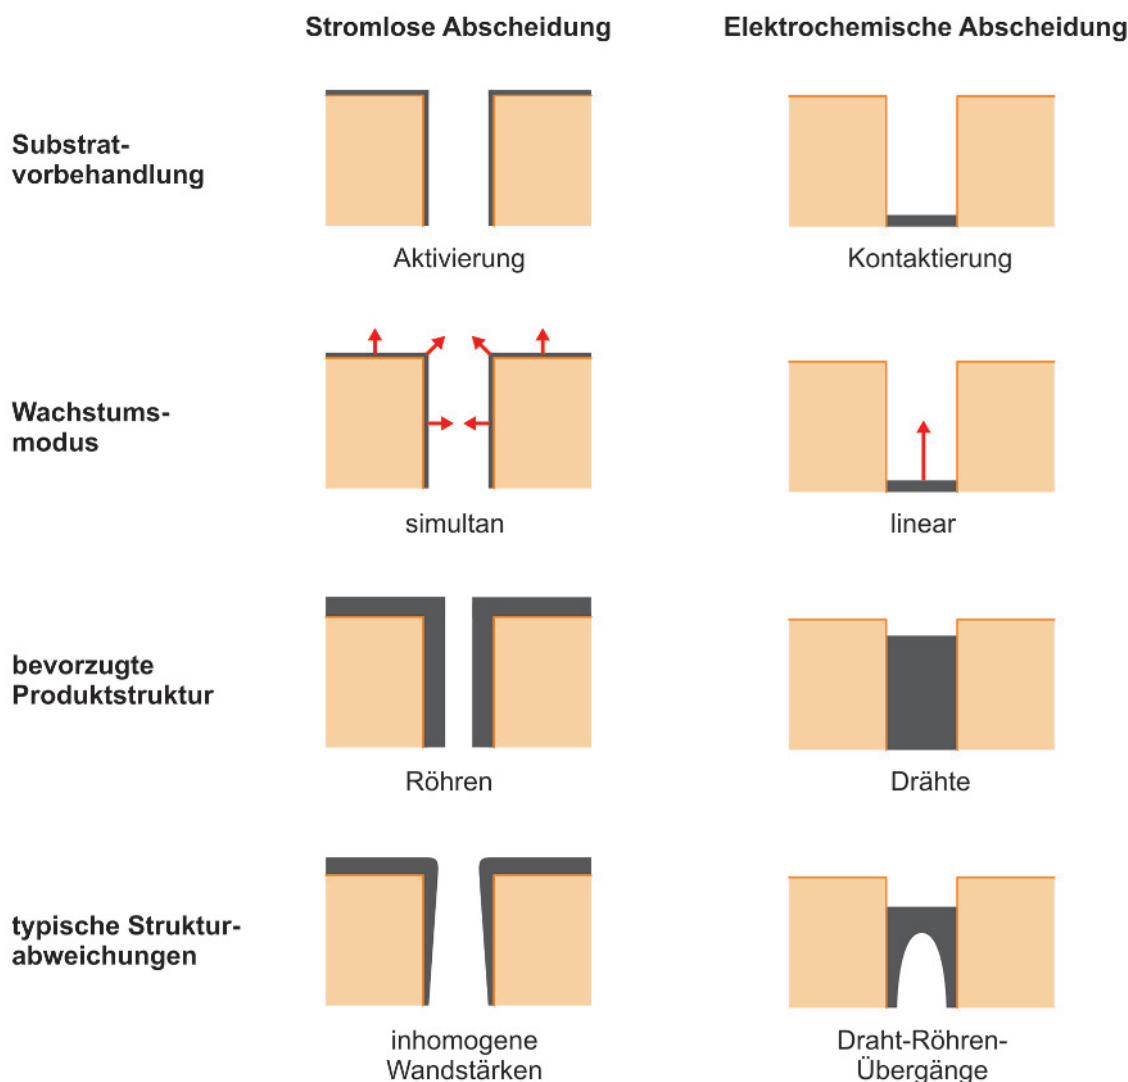 Stromlose Abscheidung
Elektrochemische Abscheidung
Substrat-
vorbehandlung
Aktivierung
Kontaktierung
Wachstums-
modus
simultan
linear
bevorzugte
Produktstruktur
Röhren
Drähte
typische Struktur-
abweichungen
inhomogene
Wandstärken
Draht-Röhren-
Übergänge